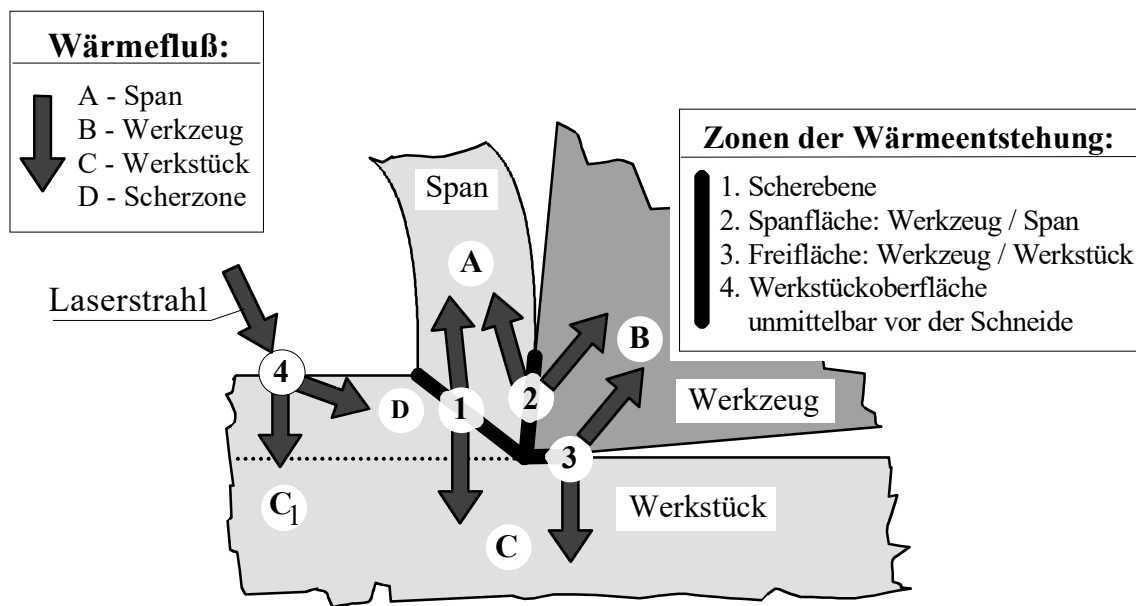 Wärmefluß:
A - Span
B - Werkzeug
C - Werkstück
D - Scherzone
Zonen der Wärmeentstehung:
1. Scherebene
2. Spanfläche: Werkzeug / Span
3. Freifläche: Werkzeug / Werkstück
4. Werkstückoberfläche
unmittelbar vor der Schneide
Span
A
Laserstrahl
B
4
D
1
2
Werkzeug
3
C1
Werkstück
C